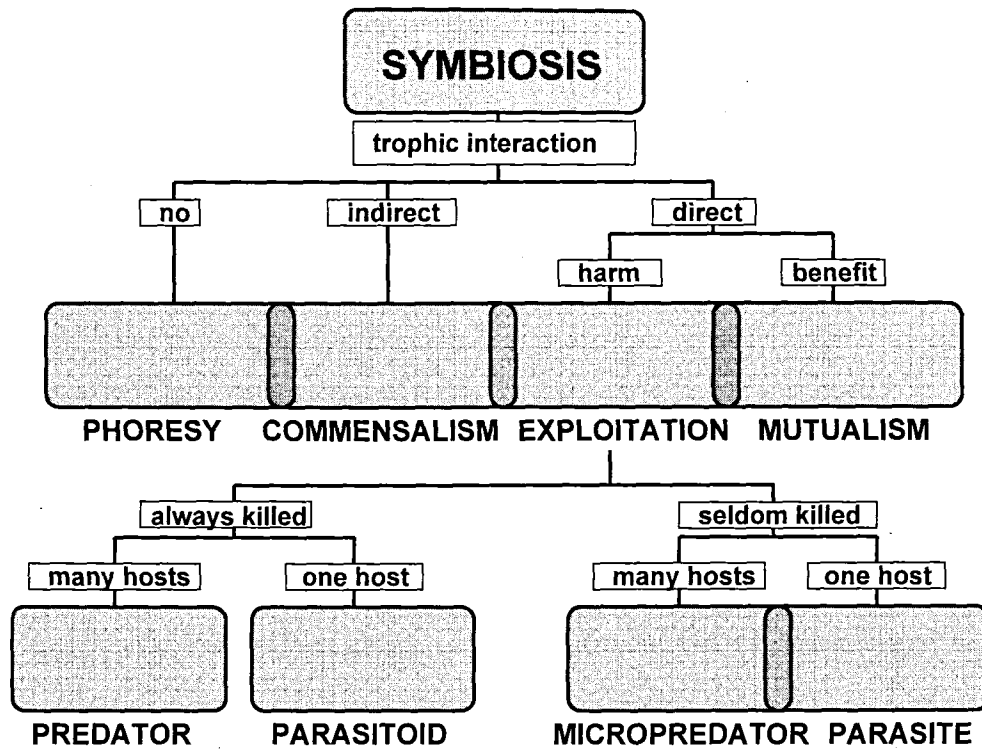 SYMBIOSIS
trophic interaction
no indirect direct
harm benefit
PHORESY COMMENSALISM EXPLOITATION MUTUALISM
always killed seldom killed
many hosts one host many hosts one host
PREDATOR PARASITOID MICROPREDATOR PARASITE